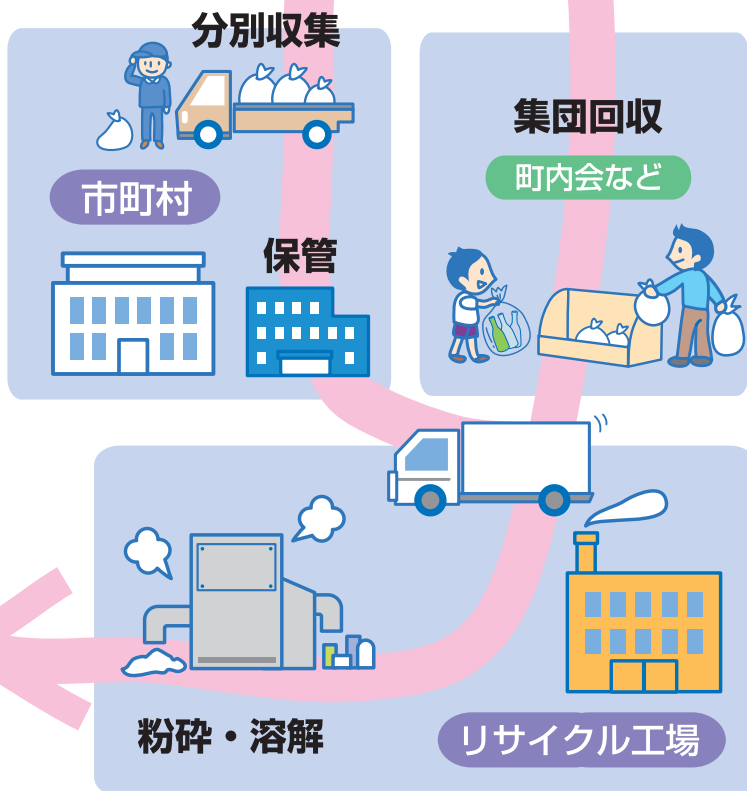 分別収集
市町村
保管
集団回収
町内会など
粉砕・溶解
リサイクル工場